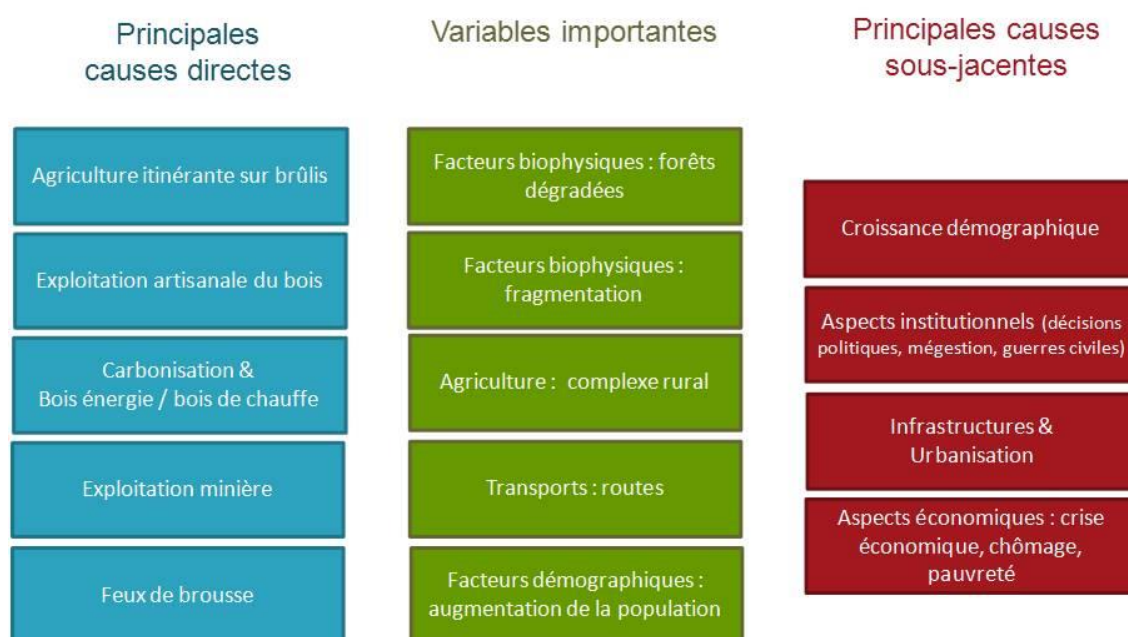 Principales
causes directes
Agriculture itinérante sur brûlis
Exploitation artisanale du bois
Carbonisation &
Bois énergie / bois de chauffe
Exploitation minière
Feux de brousse
Variables importantes
Facteurs biophysiques : forêts
dégradées
Facteurs biophysiques :
fragmentation
Agriculture : complexe rural
Transports : routes
Facteurs démographiques :
augmentation de la population
Principales causes
sous-jacentes
Croissance démographique
Aspects institutionnels (décisions
politiques, mégestion, guerres civiles)
Infrastructures &
Urbanisation
Aspects économiques : crise
économique, chômage,
pauvreté